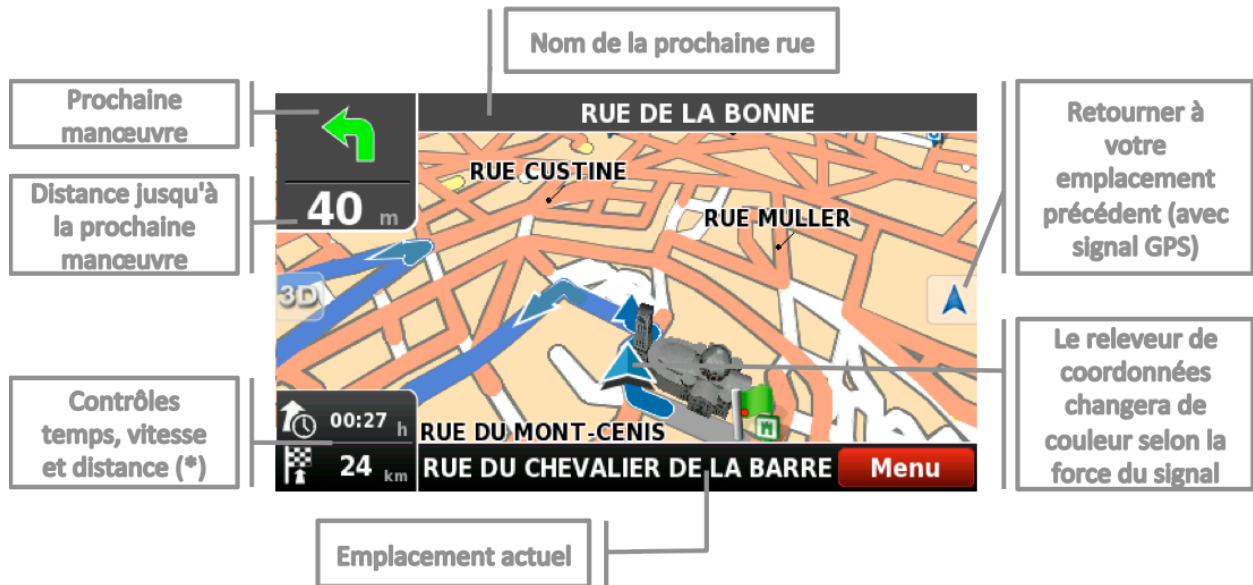 Nom de la prochaine rue
Prochaine
manœuvre
Distance jusqu'à
la prochaine
manœuvre
Contrôles
temps, vitesse
et distance (*)
RUE DE LA BONNE
40 m
RUE CUSTINE
RUE MULLER
3D
RUE DU MONT-CENIS
00:27 h
24 km
RUE DU CHEVALIER DE LA BARRE
Menu
Retourner à
votre
emplacement
précédent (avec
signal GPS)
Le releveur de
coordonnées
changera de
couleur selon la
force du signal
Emplacement actuel